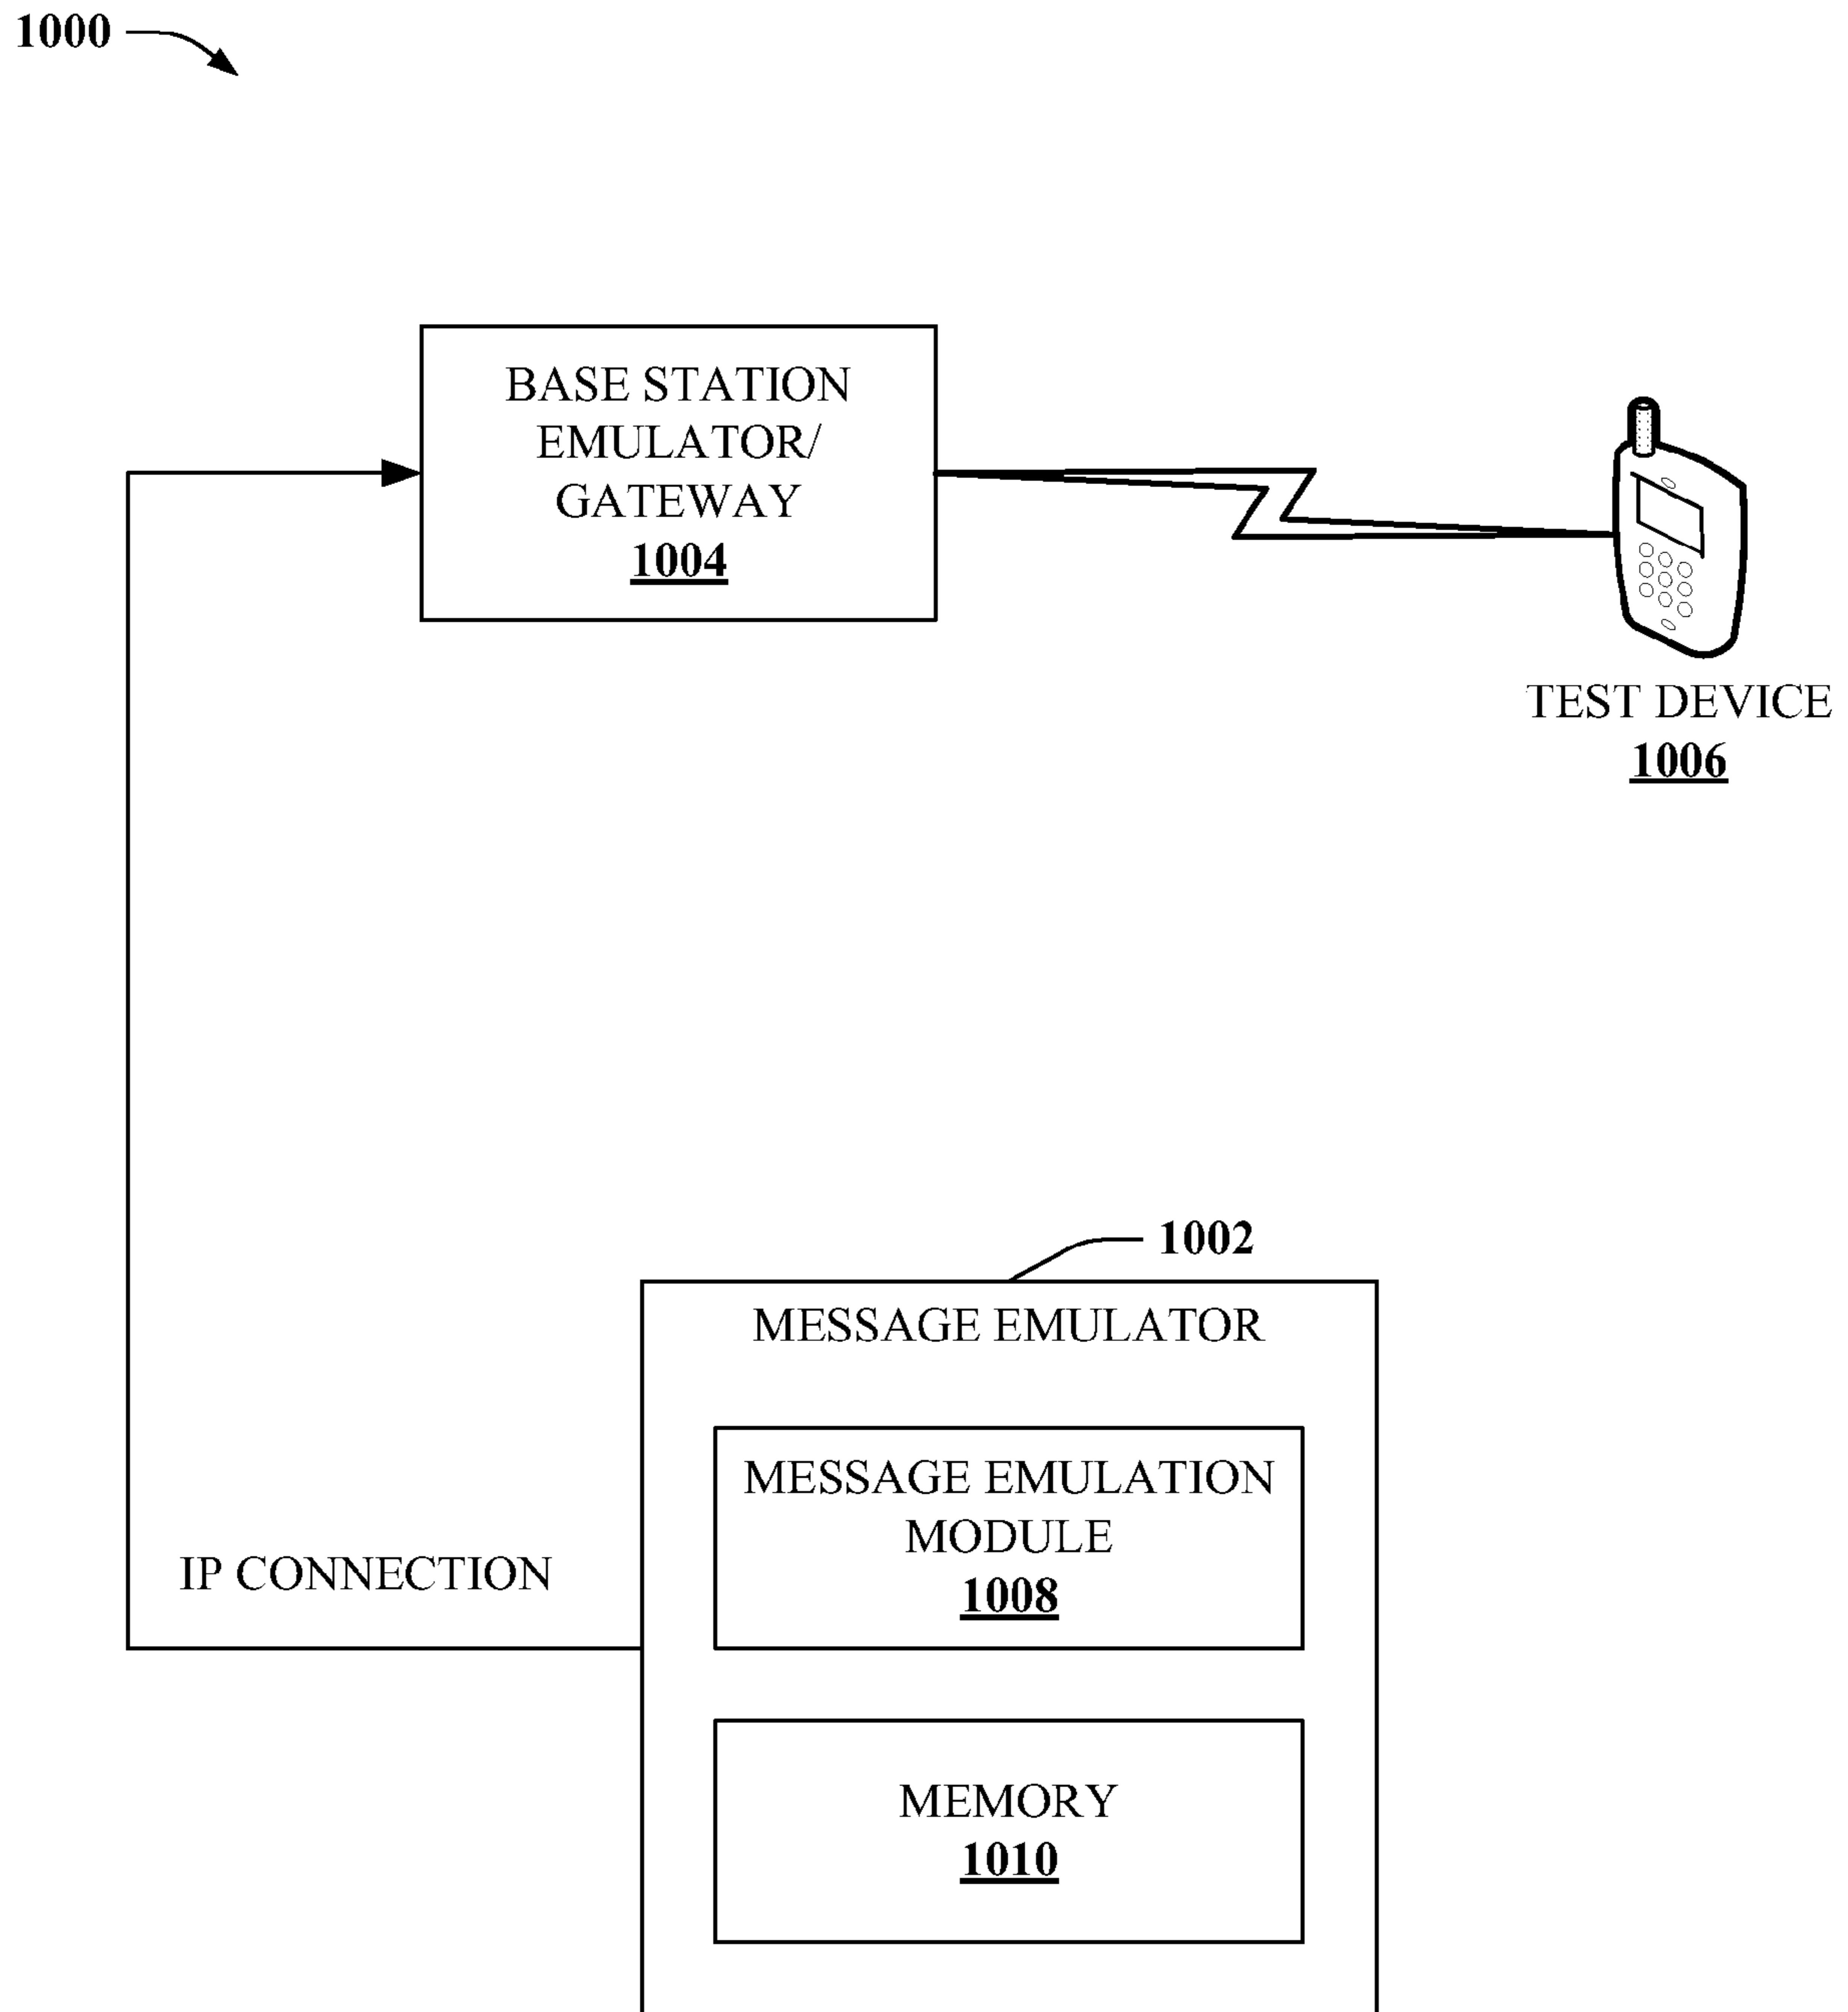 1000
BASE STATION
EMULATOR/
GATEWAY
1004
TEST DEVICE
1006
1002
MESSAGE EMULATOR
MESSAGE EMULATION
MODULE
1008
IP CONNECTION
MEMORY
1010